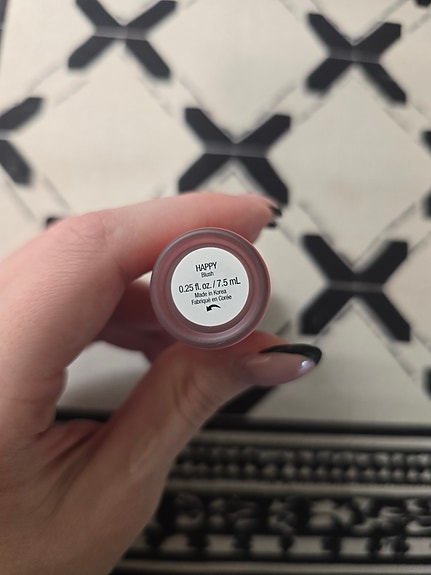 HAPPY
Blush
0.25 fl. oz. / 7.5 mL
Made in Korea
Fabriqué en Corée